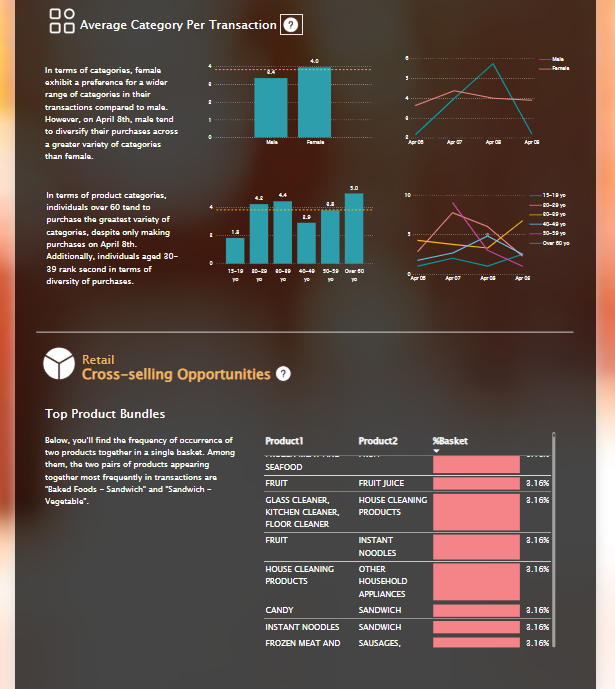 Average Category Per Transaction ?
In terms of categories, female
exhibit a preference for a wider
range of categories in their
transactions compared to male.
However, on April 8th, male tend
to diversify their purchases across
a greater variety of categories
than female.
4
3
2
1
0
3.4
4.0
Male
Female
6
5
4
3
2
Apr 06
Apr 07
Apr 08
Apr 09
Male
Female
In terms of product categories,
individuals over 60 tend to
purchase the greatest variety of
categories, despite only making
purchases on April 8th.
Additionally, individuals aged 30-
39 rank second in terms of
diversity of purchases.
4
2
0
1.8
4.2
4.4
2.9
3.8
5.0
15-19
yo
20-29
yo
30-39
yo
40-49
yo
50-59
yo
Over 60
yo
10
5
0
Apr 06
Apr 07
Apr 08
Apr 09
15-19 yo
20-29 yo
30-39 yo
40-49 yo
50-59 yo
Over 60 yo
Retail
Cross-selling Opportunities ?
Top Product Bundles
Below, you'll find the frequency of occurrence of
two products together in a single basket. Among
them, the two pairs of products appearing
together most frequently in transactions are
"Baked Foods - Sandwich" and "Sandwich -
Vegetable".
Product1 Product2 %Basket
SEAFOOD
FRUIT FRUIT JUICE 3.16%
GLASS CLEANER, HOUSE CLEANING 3.16%
KITCHEN CLEANER, PRODUCTS
FLOOR CLEANER
FRUIT INSTANT 3.16%
NOODLES
HOUSE CLEANING OTHER 3.16%
PRODUCTS HOUSEHOLD
APPLIANCES
CANDY SANDWICH 3.16%
INSTANT NOODLES SANDWICH 3.16%
FROZEN MEAT AND SAUSAGES, 3.16%